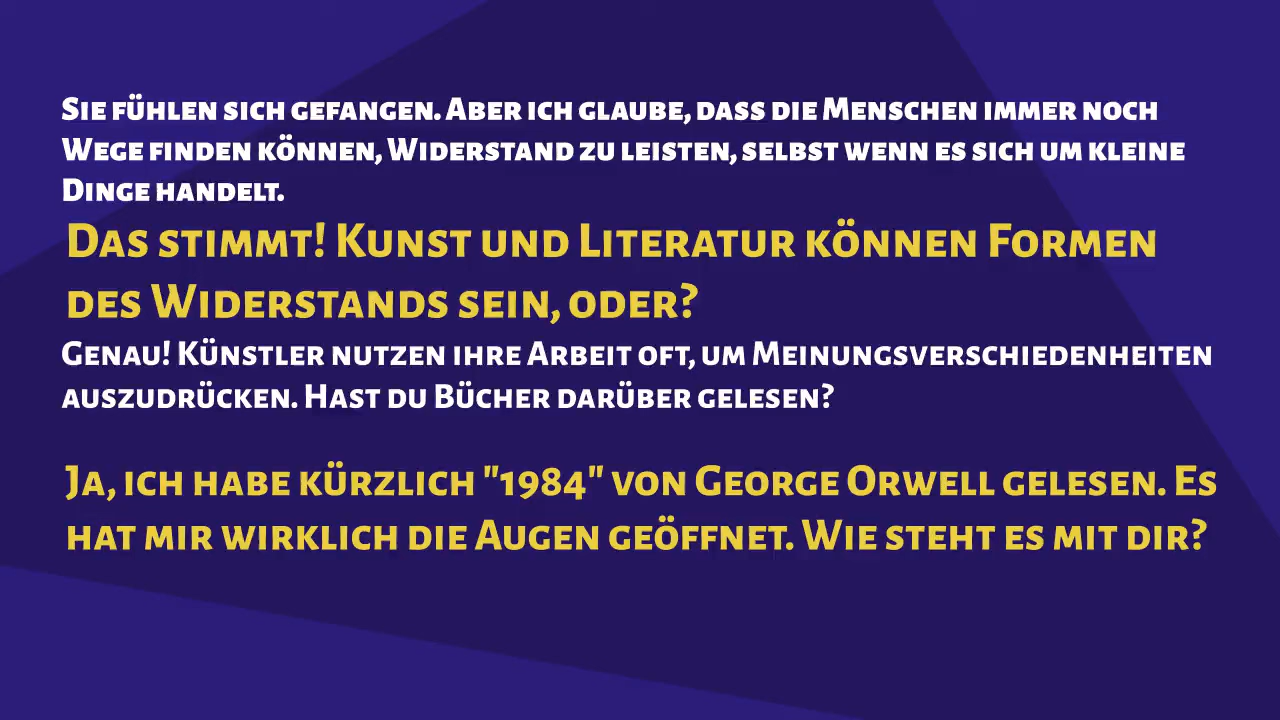 Sie fühlen sich gefangen. Aber ich glaube, dass die Menschen immer noch
Wege finden können, Widerstand zu leisten, selbst wenn es sich um kleine
Dinge handelt.
Das stimmt! Kunst und Literatur können Formen
des Widerstands sein, oder?
Genau! Künstler nutzen ihre Arbeit oft, um Meinungsverschiedenheiten
auszudrücken. Hast du Bücher darüber gelesen?
Ja, ich habe kürzlich "1984" von George Orwell gelesen. Es
hat mir wirklich die Augen geöffnet. Wie steht es mit dir?